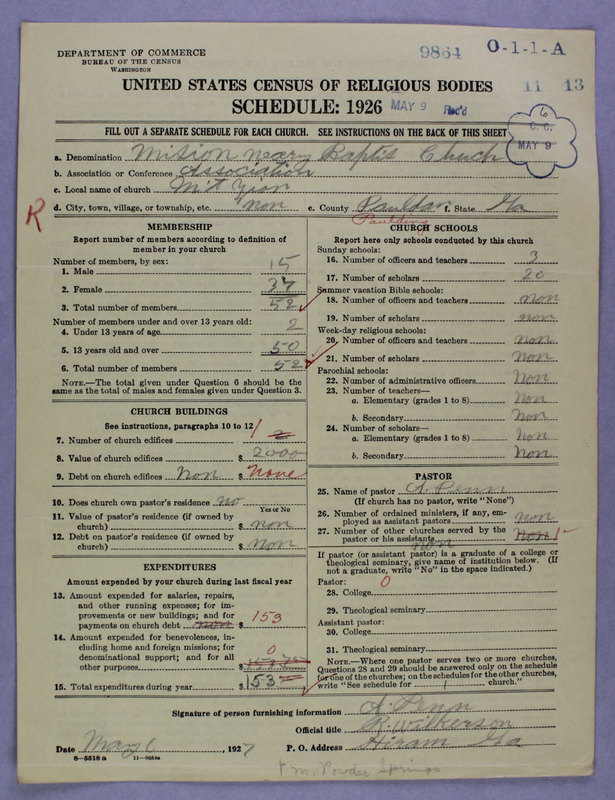 DEPARTMENT OF COMMERCE
BUREAU OF THE CENSUS
WASHINGTON
9864 O-1-1-A
UNITED STATES CENSUS OF RELIGIOUS BODIES
11 13
SCHEDULE: 1926
MAY 9 Rec'd
FILL OUT A SEPARATE SCHEDULE FOR EACH CHURCH. SEE INSTRUCTIONS ON THE BACK OF THIS SHEET
6
C. C.
MAY 9
a. Denomination Mision neary Baptis Chuch
b. Association or Conference Association
c. Local name of church Mit
d. City, town, village, or township, etc. non e. County Pauldan f. State Ga
Paulding
R
MEMBERSHIP
Report number of members according to definition of
member in your church
Number of members, by sex:
1. Male 15
2. Female 37
3. Total number of members 52
Number of members under and over 13 years old:
4. Under 13 years of age 2
5. 13 years old and over 50
6. Total number of members 52
NOTE.—The total given under Question 6 should be
same as the total of males and females given under Question 3.
CHURCH BUILDINGS
See instructions, paragraphs 10 to 12
7. Number of church edifices 1 2
8. Value of church edifices $ 2000
9. Debt on church edifices Non $ None
10. Does church own pastor's residence no
Yes or No
11. Value of pastor's residence (if owned by
church) $ non
12. Debt on pastor's residence (if owned by
church) $ non
EXPENDITURES
Amount expended by your church during last fiscal year
13. Amount expended for salaries, repairs,
and other running expenses; for im-
provements or new buildings; and for
payments on church debt non $ 153
14. Amount expended for benevolences, in-
cluding home and foreign missions; for
denominational support; and for all
other purposes $ 0
15. Total expenditures during year $ 153
CHURCH SCHOOLS
Report here only schools conducted by this church
Sunday schools:
16. Number of officers and teachers 3
17. Number of scholars 20
Summer vacation Bible schools:
18. Number of officers and teachers non
19. Number of scholars non
Week-day religious schools:
20. Number of officers and teachers non
21. Number of scholars Non
Parochial schools:
22. Number of administrative officers Non
23. Number of teachers—
a. Elementary (grades 1 to 8) Non
b. Secondary Non
24. Number of scholars—
a. Elementary (grades 1 to 8) Non
b. Secondary Non
PASTOR
25. Name of pastor A. Penn
(If church has no pastor, write "None")
26. Number of ordained ministers, if any, em-
ployed as assistant pastors non
27. Number of other churches served by the
pastor or his assistants non Non 1
If pastor (or assistant pastor) is a graduate of a college or
theological seminary, give name of institution below. (If
not a graduate, write "No" in the space indicated.)
Pastor: 0
28. College
29. Theological seminary
Assistant pastor:
30. College
31. Theological seminary
NOTE.—Where one pastor serves two or more churches,
Questions 28 and 29 should be answered only on the schedule
for one of the churches; on the schedules for the other churches,
write "See schedule for church."
Signature of person furnishing information A. Penn
Official title R. Wilkerson
Date May 6, 1927 P. O. Address Hiram Ga
8—5518a 11—9864a
Powder Springs